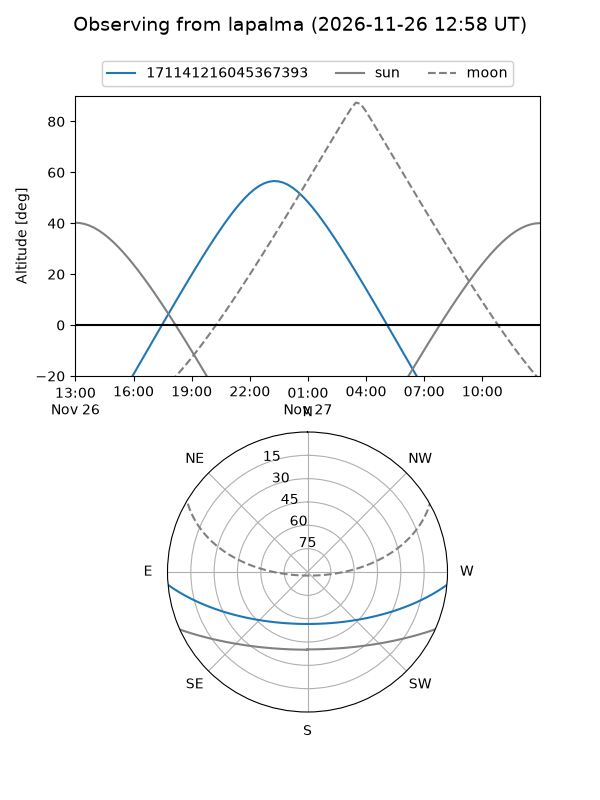 Observing from lapalma (2026-11-26 12:58 UT)
171141216045367393 sun moon
Altitude [deg]
80
60
40
20
0
−20
13:00 16:00 19:00 22:00 01:00 04:00 07:00 10:00
Nov 26 Nov 27
N
NE NW
15
30
45
60
75
E W
SE SW
S